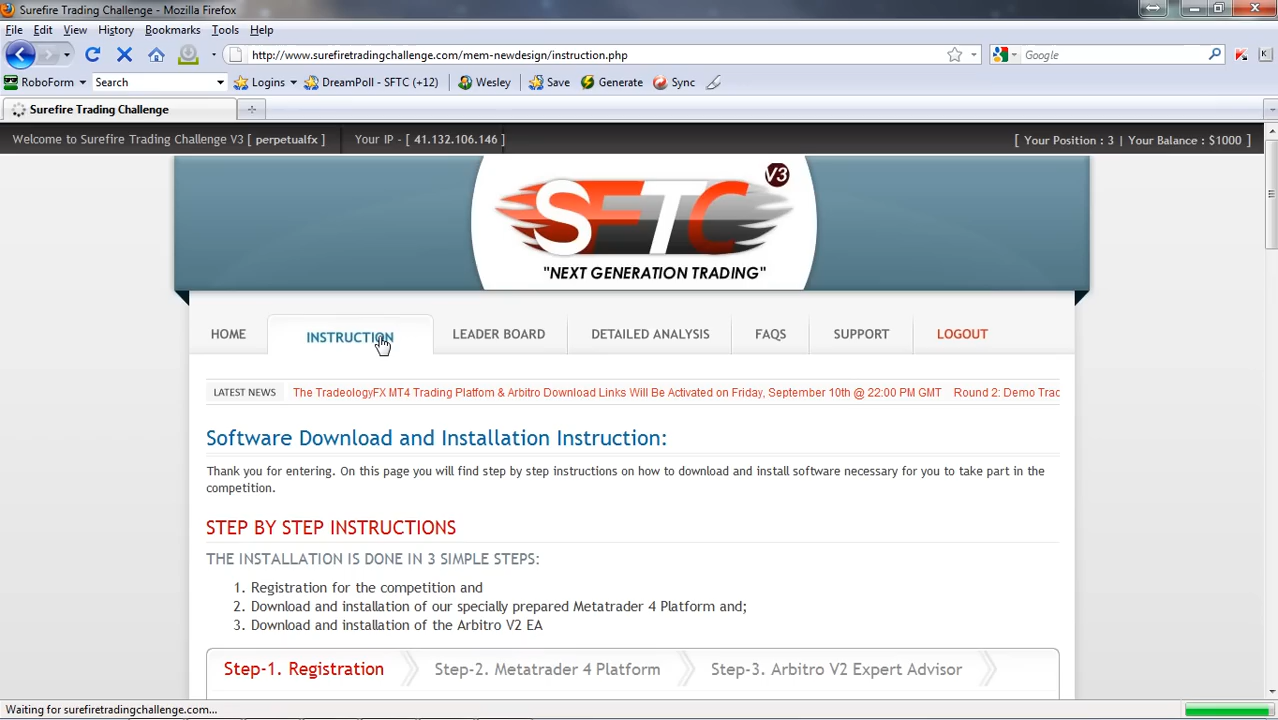 Surefire Trading Challenge - Mozilla Firefox
File Edit View History Bookmarks Tools Help
http://www.surefiretradingchallenge.com/mem-newdesign/instruction.php
Google
RoboForm Search Logins DreamPoll - SFTC (+12) Wesley Save Generate Sync
Surefire Trading Challenge
Welcome to Surefire Trading Challenge V3 [ perpetualfx ] Your IP - [ 41.132.106.146 ] [ Your Position : 3 | Your Balance : $1000 ]
V3
SFTC
"NEXT GENERATION TRADING"
HOME INSTRUCTION LEADER BOARD DETAILED ANALYSIS FAQS SUPPORT LOGOUT
LATEST NEWS The TradeologyFX MT4 Trading Platfom & Arbitro Download Links Will Be Activated on Friday, September 10th @ 22:00 PM GMT Round 2: Demo Trac
Software Download and Installation Instruction:
Thank you for entering. On this page you will find step by step instructions on how to download and install software necessary for you to take part in the
competition.
STEP BY STEP INSTRUCTIONS
THE INSTALLATION IS DONE IN 3 SIMPLE STEPS:
1. Registration for the competition and
2. Download and installation of our specially prepared Metatrader 4 Platform and;
3. Download and installation of the Arbitro V2 EA
Step-1. Registration Step-2. Metatrader 4 Platform Step-3. Arbitro V2 Expert Advisor
Waiting for surefiretradingchallenge.com...